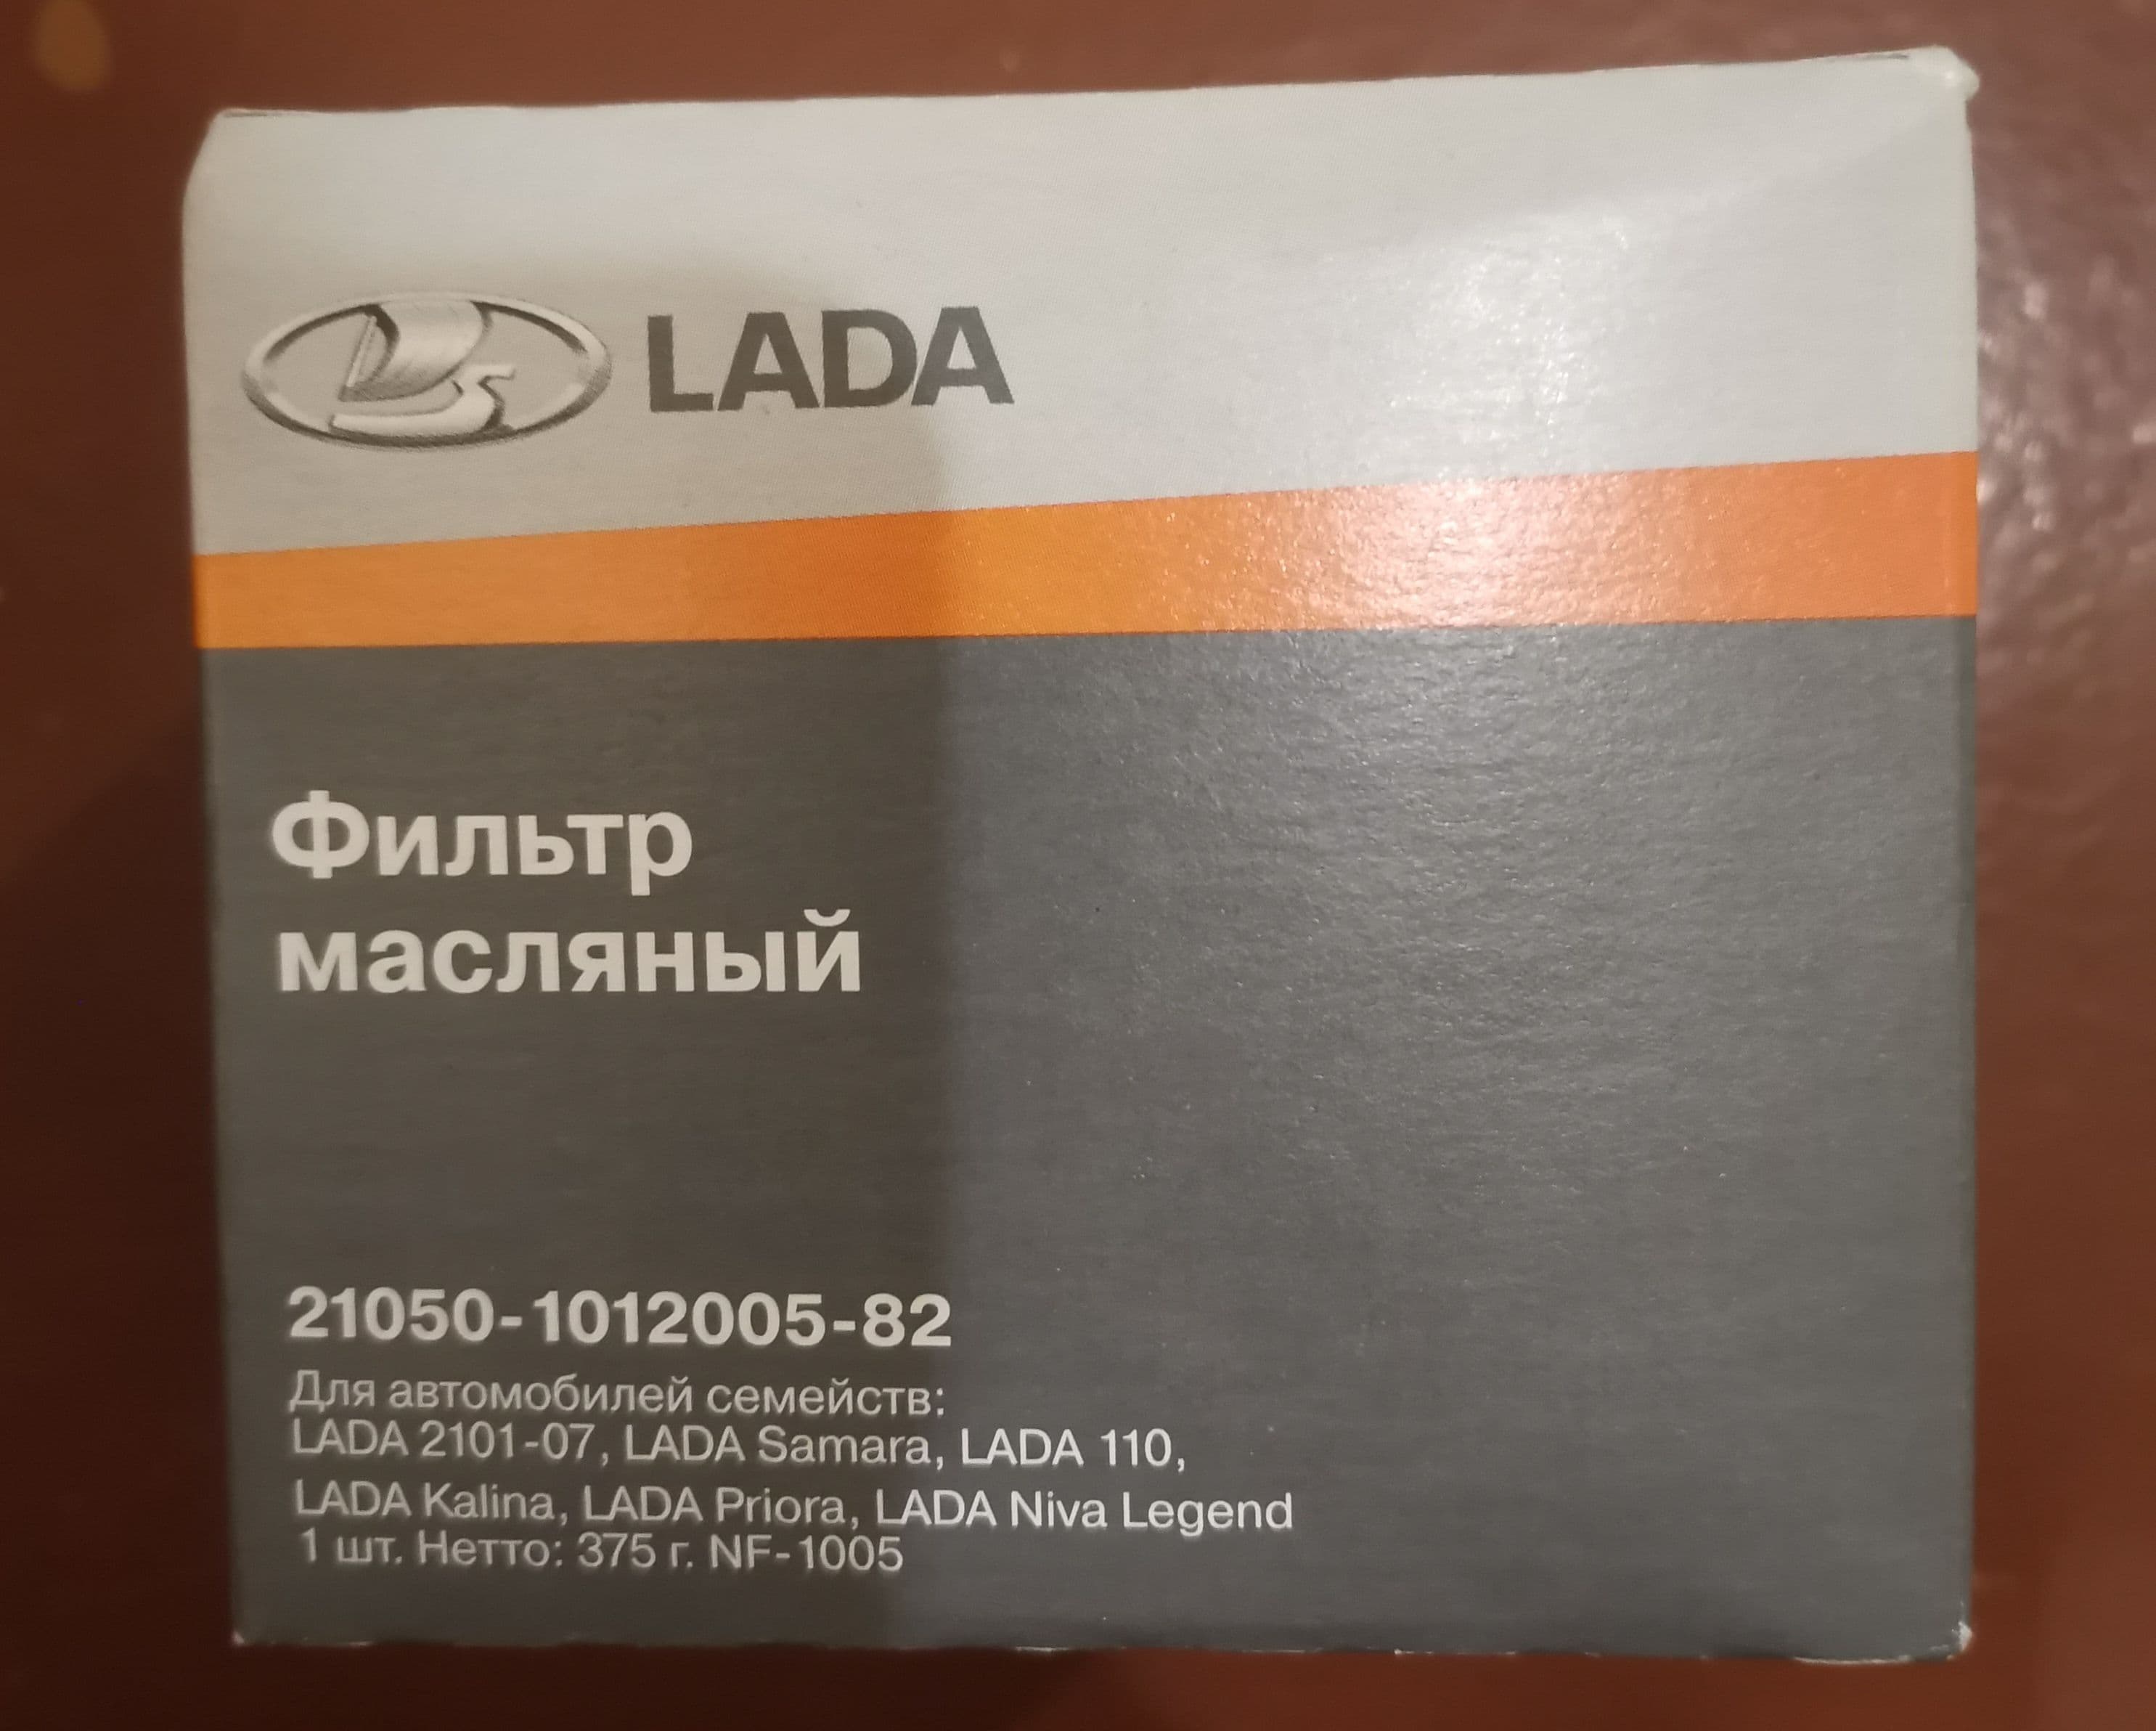 LADA
Фильтр
масляный
21050-1012005-82
Для автомобилей семейств:
LADA 2101-07, LADA Samara, LADA 110,
LADA Kalina, LADA Priora, LADA Niva Legend
1 шт. Нетто: 375 г. NF-1005